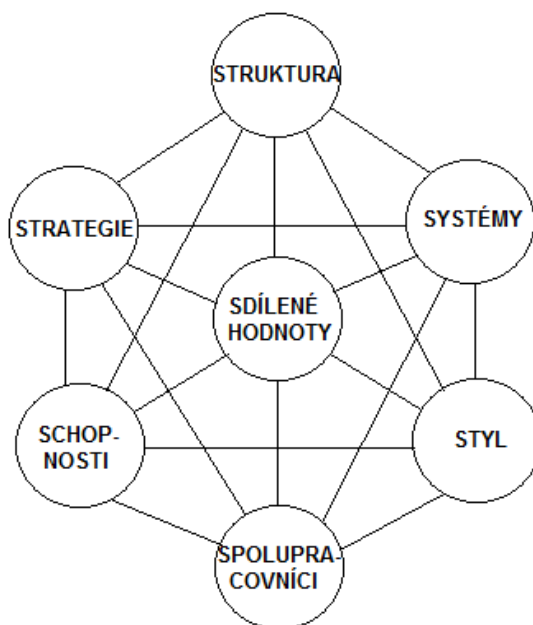 STRUKTURA
STRATEGIE
SYSTÉMY
SDÍLENÉ
HODNOTY
SCHOP-
NOSTI
STYL
SPOLUPRA-
COVNÍCI